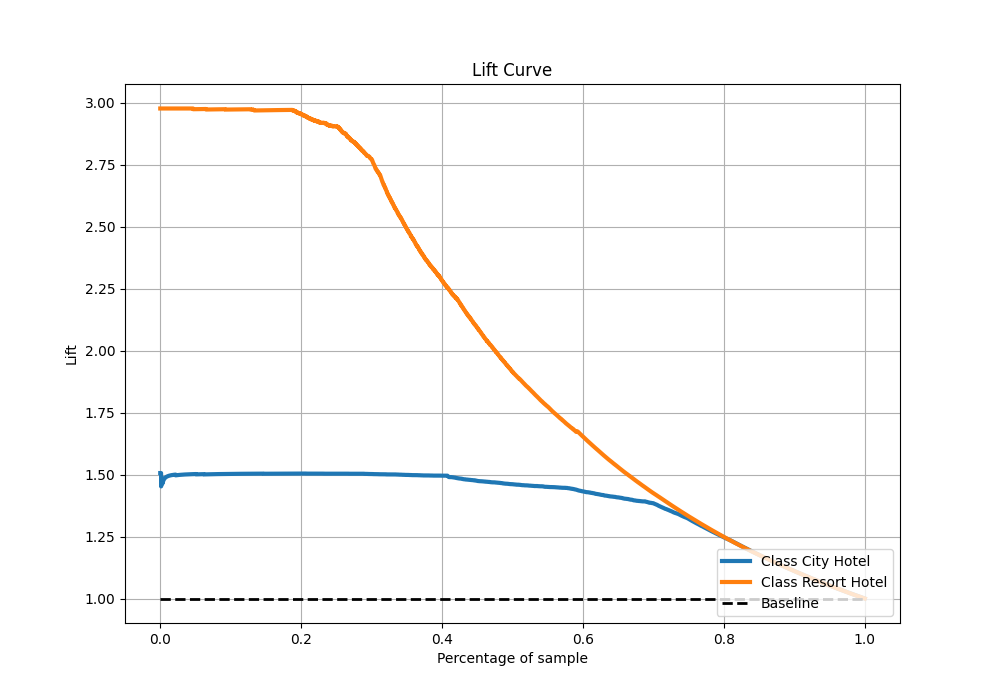 Lift Curve
3.00
2.75
2.50
2.25
2.00
1.75
1.50
1.25
1.00
Lift
0.0 0.2 0.4 0.6 0.8 1.0
Percentage of sample
Class City Hotel
Class Resort Hotel
Baseline